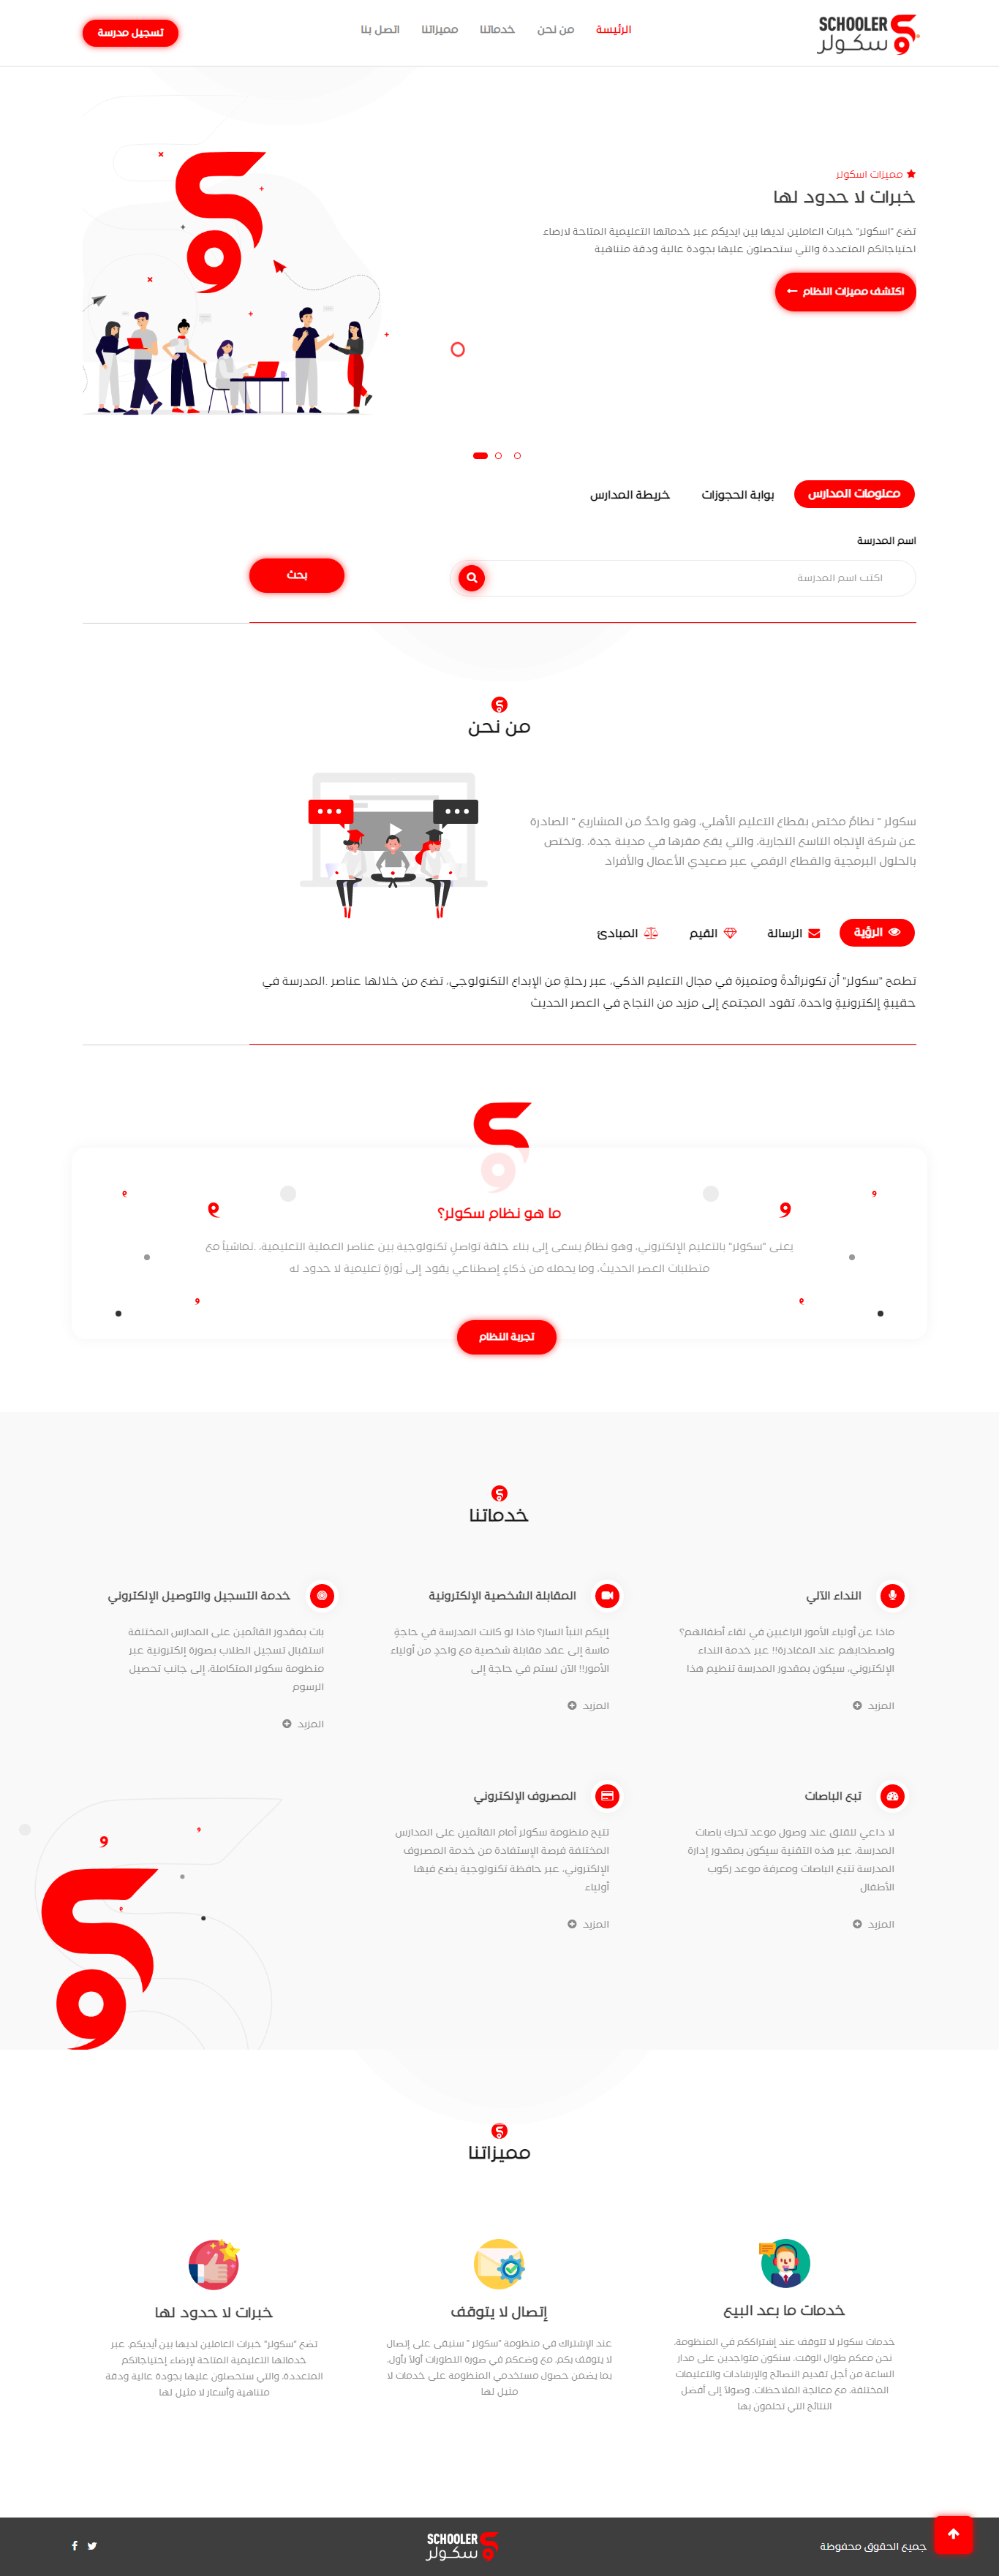 SCHOOLER
سكولر
الرئيسة
من نحن
خدماتنا
مميزاتنا
اتصل بنا
تسجيل مدرسة
مميزات اسكولر
خبرات لا حدود لها
تضع "اسكولر" خبرات العاملين لديها بين ايديكم عبر خدماتها التعليمية المتاحة لارضاء
احتياجاتكم المتعددة والتي ستحصلون عليها بجودة عالية ودقة متناهية
اكتشف مميزات النظام
معلومات المدارس
بوابة الحجوزات
خريطة المدارس
اسم المدرسة
اكتب اسم المدرسة
بحث
من نحن
سكولر " نظامٌ مختص بقطاع التعليم الأهلي، وهو واحدٌ من المشاريع " الصادرة
عن شركة الإتجاه التاسع التجارية، والتي يقع مقرها في مدينة جدة، .وتختص
بالحلول البرمجية والقطاع الرقمي عبر صعيدي الأعمال والأفراد
الرؤية
الرسالة
القيم
المبادئ
تطمح "سكولر" أن تكونرائدةً ومتميزة في مجال التعليم الذكي، عبر رحلةٍ من الإبداع التكنولوجي، تضع من خلالها عناصر .المدرسة في
حقيبةٍ إلكترونيةٍ واحدة، تقود المجتمع إلى مزيد من النجاح في العصر الحديث
ما هو نظام سكولر؟
يعنى "سكولر" بالتعليم الإلكتروني، وهو نظامٌ يسعى إلى بناء حلقة تواصلٍ تكنولوجية بين عناصر العملية التعليمية، .تماشياً مع
متطلبات العصر الحديث، وما يحمله من ذكاءٍ إصطناعي يقود إلى ثورةٍ تعليمية لا حدود له
تجربة النظام
خدماتنا
النداء الآلي
ماذا عن أولياء الأمور الراغبين في لقاء أطفالهم؟
واصطحابهم عند المغادرة!! عبر خدمة النداء
الإلكتروني، سيكون بمقدور المدرسة تنظيم هذا
المزيد
المقابلة الشخصية الإلكترونية
إليكم النبأ السار؟ ماذا لو كانت المدرسة في حاجةٍ
ماسة إلى عقد مقابلة شخصية مع واحدٍ من أولياء
الأمور!! الآن لستم في حاجة إلى
المزيد
خدمة التسجيل والتوصيل الإلكتروني
بات بمقدور القائمين على المدارس المختلفة
استقبال تسجيل الطلاب بصورة إلكترونية عبر
منظومة سكولر المتكاملة، إلى جانب تحصيل
الرسوم
المزيد
تبع الباصات
لا داعي للقلق عند وصول موعد تحرك باصات
المدرسة، عبر هذه التقنية سيكون بمقدور إدارة
المدرسة تتبع الباصات ومعرفة موعد ركوب
الأطفال
المزيد
المصروف الإلكتروني
تتيح منظومة سكولر أمام القائمين على المدارس
المختلفة فرصة الإستفادة من خدمة المصروف
الإلكتروني، عبر حافظة تكنولوجية يضع فيها
أولياء
المزيد
مميزاتنا
خدمات ما بعد البيع
خدمات سكولر لا تتوقف عند إشتراككم في المنظومة،
نحن معكم طوال الوقت، سنكون متواجدين على مدار
الساعة من أجل تقديم النصائح والإرشادات والتعليمات
المختلفة، مع معالجة الملاحظات، وصولاً إلى أفضل
النتائج التي تحلمون بها
إتصال لا يتوقف
عند الإشتراك في منظومة "سكولر " سنبقى على إتصال
لا يتوقف بكم، مع وضعكم في صورة التطورات أولاً بأول،
بما يضمن حصول مستخدمي المنظومة على خدمات لا
مثيل لها
خبرات لا حدود لها
تضع "سكولر" خبرات العاملين لديها بين أيديكم، عبر
خدماتها التعليمية المتاحة لإرضاء إحتياجاتكم
المتعددة، والتي ستحصلون عليها بجودة عالية ودقة
متناهية وأسعار لا مثيل لها
جميع الحقوق محفوظة
SCHOOLER
سكولر